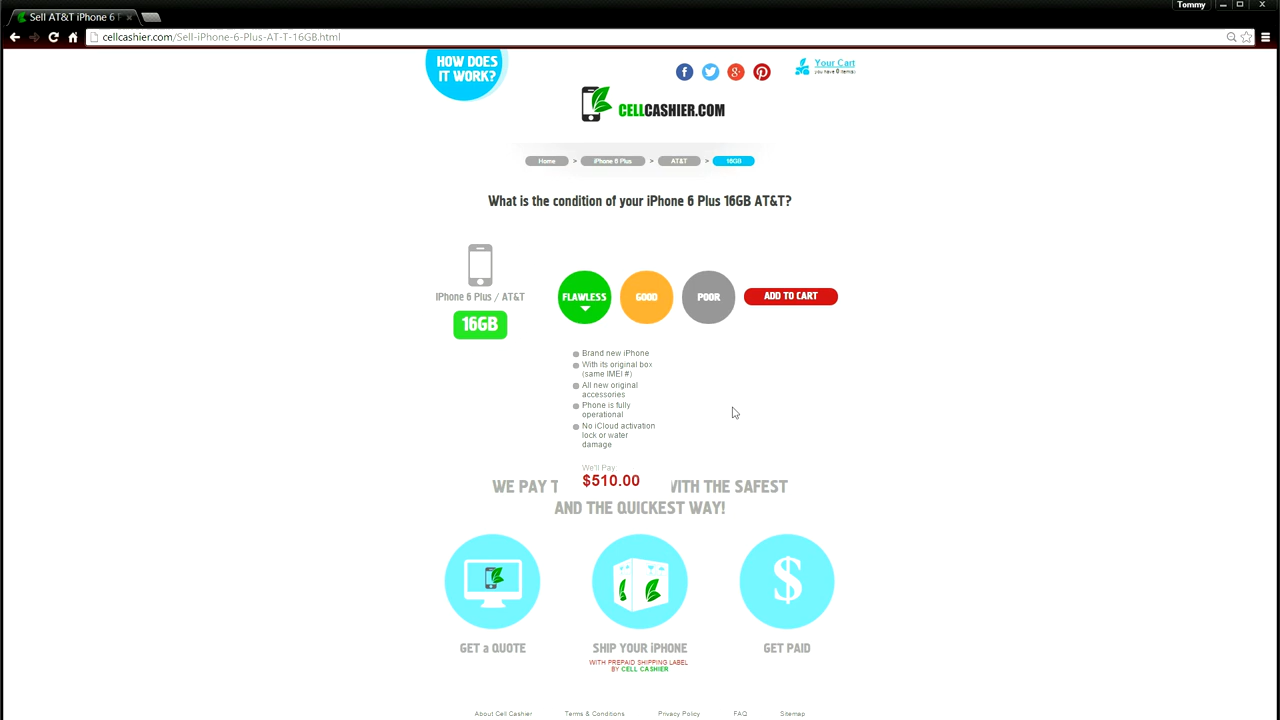 Tommy
Sell AT&T iPhone 6 P
cellcashier.com/Sell-iPhone-6-Plus-AT-T-16GB.html
HOW DOES
IT WORK?
Your Cart
you have 0 item(s)
CELLCASHIER.COM
Home > iPhone 6 Plus > AT&T > 16GB
What is the condition of your iPhone 6 Plus 16GB AT&T?
iPhone 6 Plus / AT&T
16GB
FLAWLESS
GOOD
POOR
ADD TO CART
Brand new iPhone
With its original box
(same IMEI #)
All new original
accessories
Phone is fully
operational
No iCloud activation
lock or water
damage
We'll Pay:
$510.00
WE PAY T WITH THE SAFEST
AND THE QUICKEST WAY!
GET a QUOTE
SHIP YOUR iPHONE
WITH PREPAID SHIPPING LABEL
BY CELL CASHIER
GET PAID
About Cell Cashier Terms & Conditions Privacy Policy FAQ Sitemap